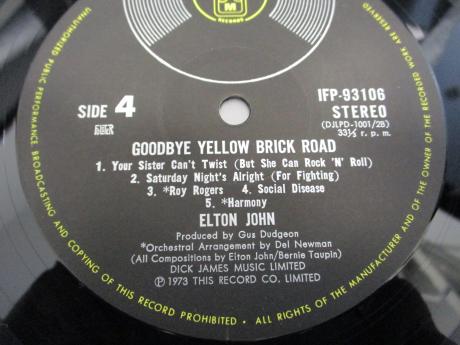 RECORDS
SIDE 4
IFP-93106
STEREO
(DJLPD-1001/2B)
33⅓ r. p. m.
GOODBYE YELLOW BRICK ROAD
1. Your Sister Can't Twist (But She Can Rock 'N' Roll)
2. Saturday Night's Alright (For Fighting)
3. *Roy Rogers 4. Social Disease
5. *Harmony
ELTON JOHN
Produced by Gus Dudgeon
*Orchestral Arrangement by Del Newman
(All Compositions by Elton John/Bernie Taupin)
DICK JAMES MUSIC LIMITED
Ⓟ 1973 THIS RECORD CO. LIMITED
UNAUTHORIZED PUBLIC PERFORMANCE, BROADCASTING AND COPYING OF THIS RECORD PROHIBITED • ALL RIGHTS OF THE MANUFACTURER AND OF THE OWNER OF THE RECORDED WORK ARE RESERVED